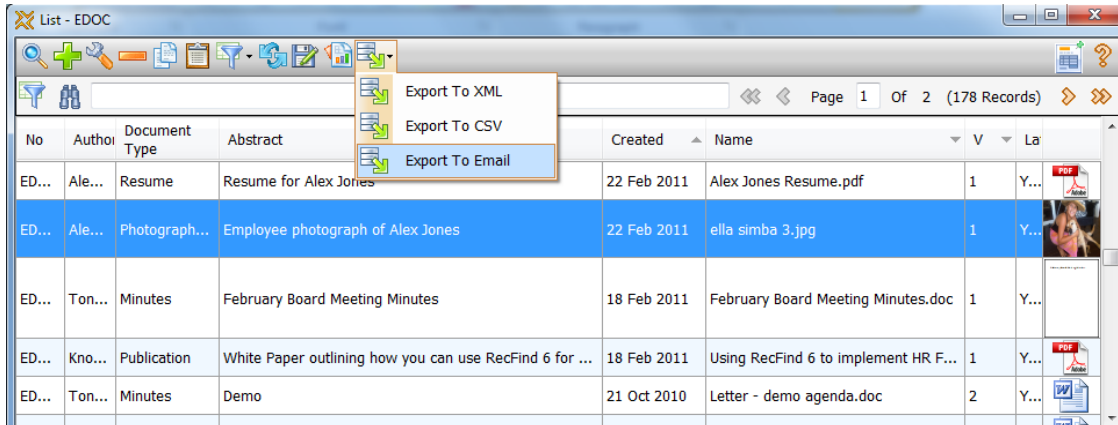 List - EDOC
Export To XML
Export To CSV
Export To Email
Page 1 Of 2 (178 Records)
No Author Document Type Abstract Created Name V La
ED... Ale... Resume Resume for Alex Jones 22 Feb 2011 Alex Jones Resume.pdf 1 Y... PDF Adobe
ED... Ale... Photograph... Employee photograph of Alex Jones 22 Feb 2011 ella simba 3.jpg 1 Y...
ED... Ton... Minutes February Board Meeting Minutes 18 Feb 2011 February Board Meeting Minutes.doc 1 Y...
ED... Kno... Publication White Paper outlining how you can use RecFind 6 for ... 18 Feb 2011 Using RecFind 6 to implement HR F... 1 Y... PDF Adobe
ED... Ton... Minutes Demo 21 Oct 2010 Letter - demo agenda.doc 2 Y...